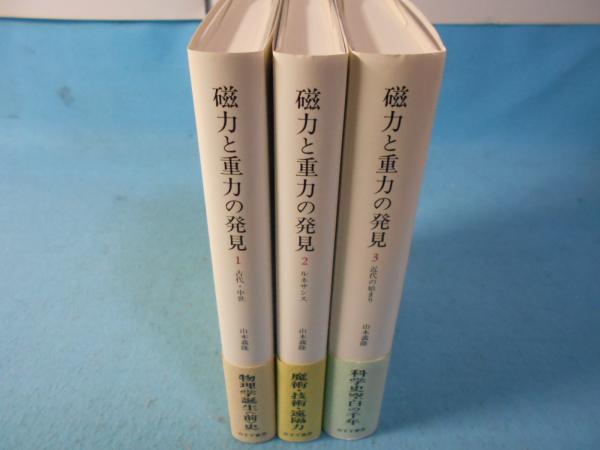 磁力と重力の発見
1
古代・中世
山本義隆
物理学誕生の前史
みすず書房
磁力と重力の発見
2
ルネサンス
山本義隆
魔術・技術・遠隔力
みすず書房
磁力と重力の発見
3
近代の始まり
山本義隆
科学史空白の一千年
みすず書房